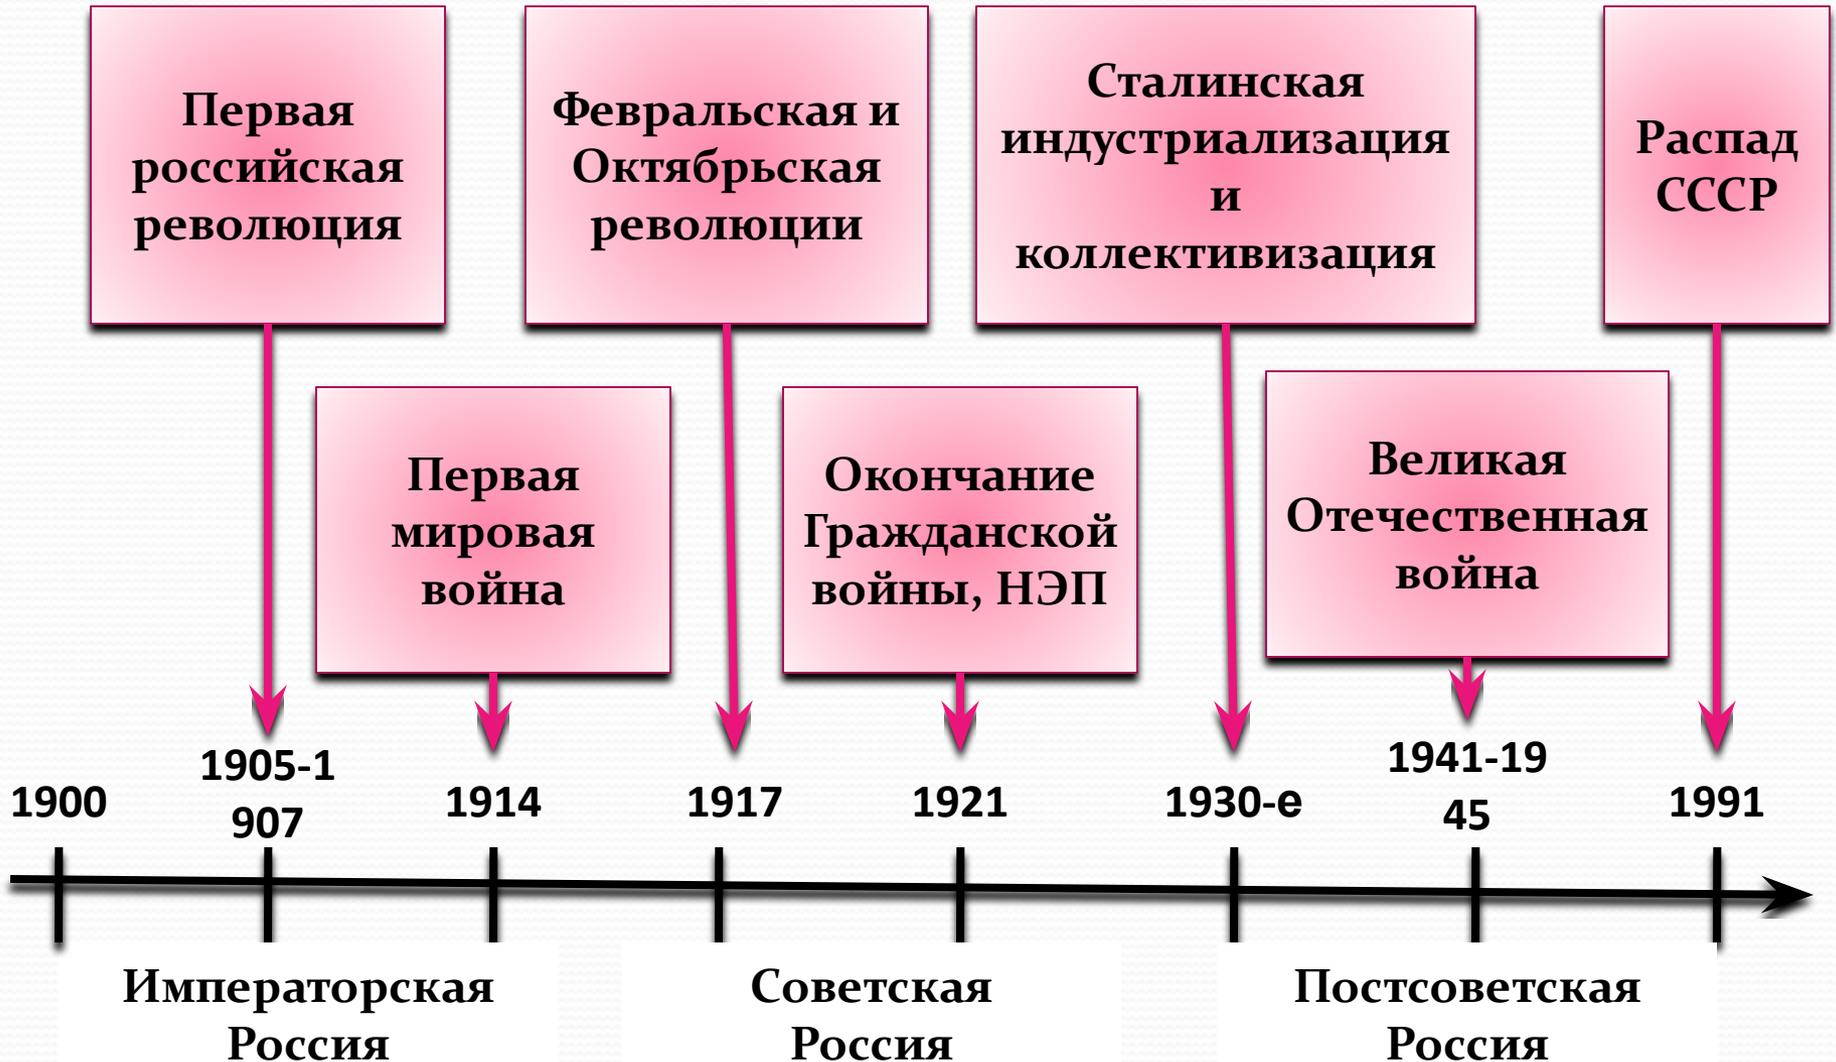 Первая
российская
революция
Февральская и
Октябрьская
революции
Сталинская
индустриализация
и
коллективизация
Распад
СССР
Первая
мировая
война
Окончание
Гражданской
войны, НЭП
Великая
Отечественная
война
1900
1905-1
907
1914
1917
1921
1930-е
1941-19
45
1991
Императорская
Россия
Советская
Россия
Постсоветская
Россия